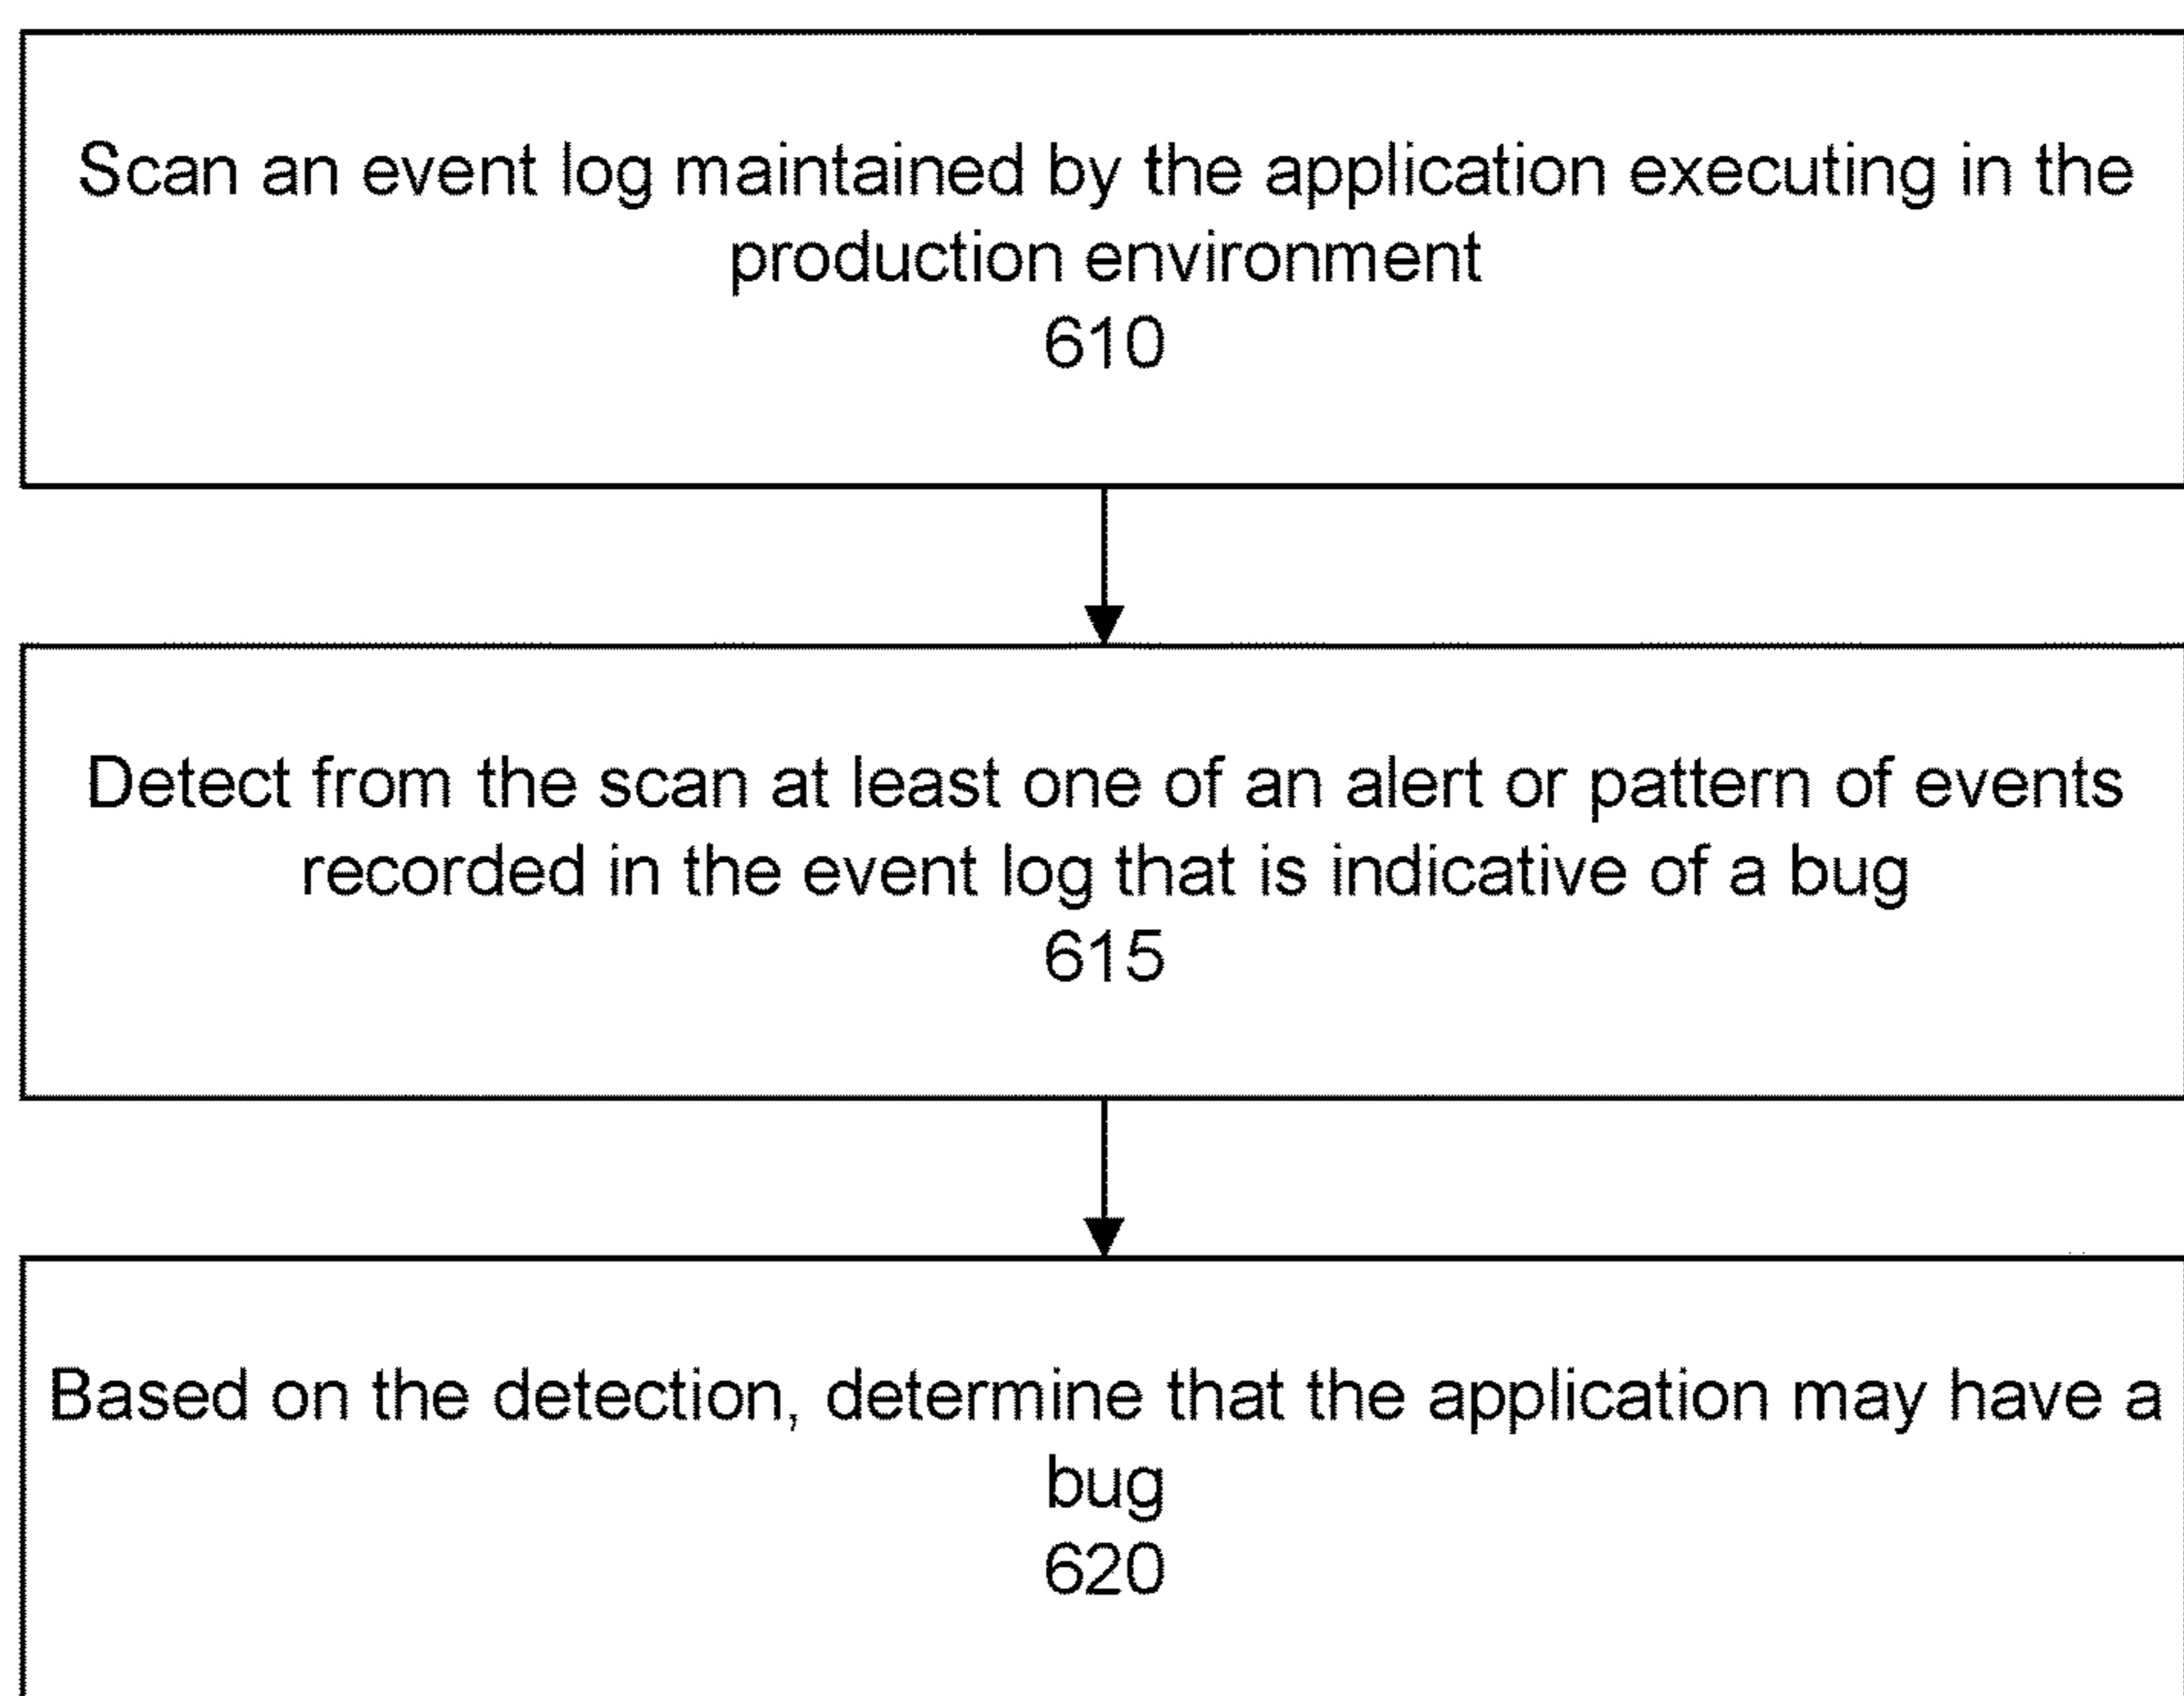 Scan an event log maintained by the application executing in the
production environment
610
Detect from the scan at least one of an alert or pattern of events
recorded in the event log that is indicative of a bug
615
Based on the detection, determine that the application may have a
bug
620